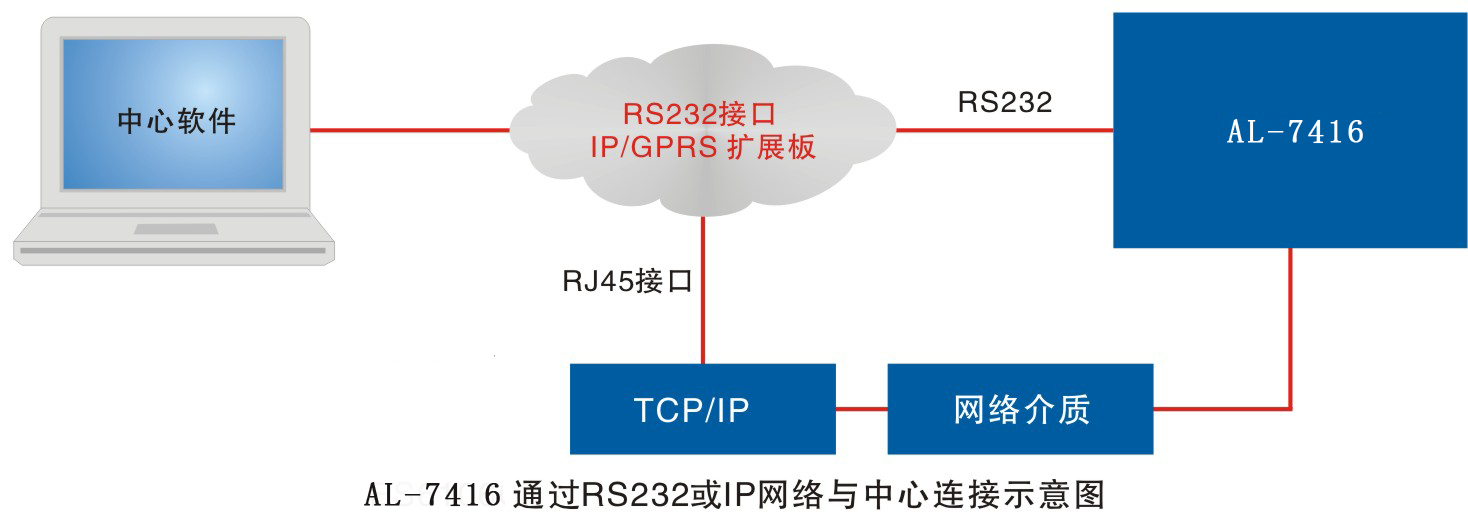 中心软件
RS232接口
IP/GPRS 扩展板
RS232
AL-7416
RJ45接口
TCP/IP
网络介质
AL-7416 通过RS232或IP网络与中心连接示意图